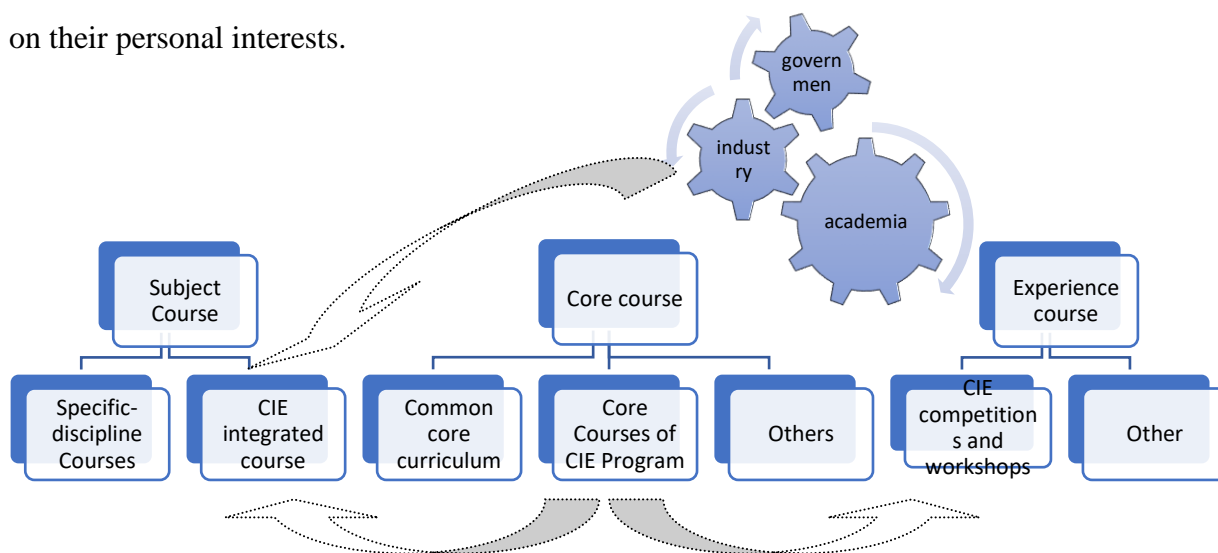 on their personal interests.
govern
men
indust
ry
academia
Subject
Course
Core course
Experience
course
Specific-
discipline
Courses
CIE
integrated
course
Common
core
curriculum
Core
Courses of
CIE Program
Others
CIE
competition
s and
workshops
Other